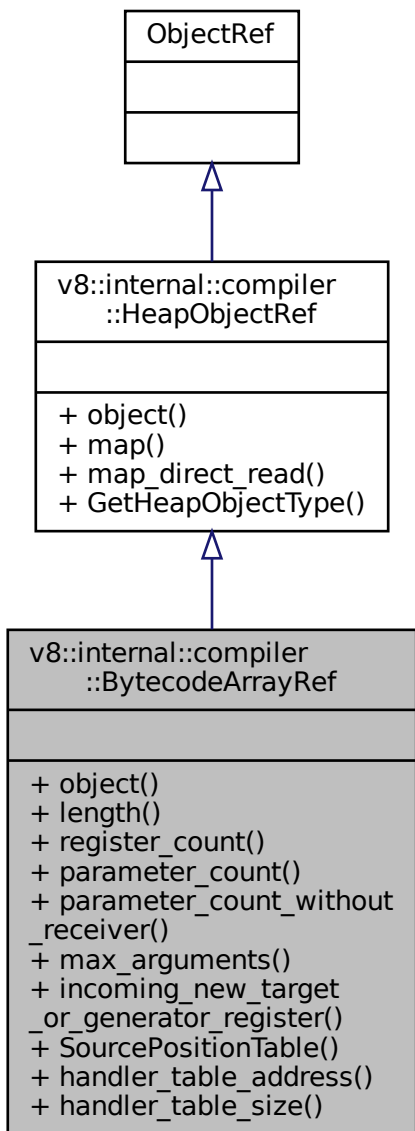 ObjectRef
v8::internal::compiler
::HeapObjectRef
+ object()
+ map()
+ map_direct_read()
+ GetHeapObjectType()
v8::internal::compiler
::BytecodeArrayRef
+ object()
+ length()
+ register_count()
+ parameter_count()
+ parameter_count_without
_receiver()
+ max_arguments()
+ incoming_new_target
_or_generator_register()
+ SourcePositionTable()
+ handler_table_address()
+ handler_table_size()